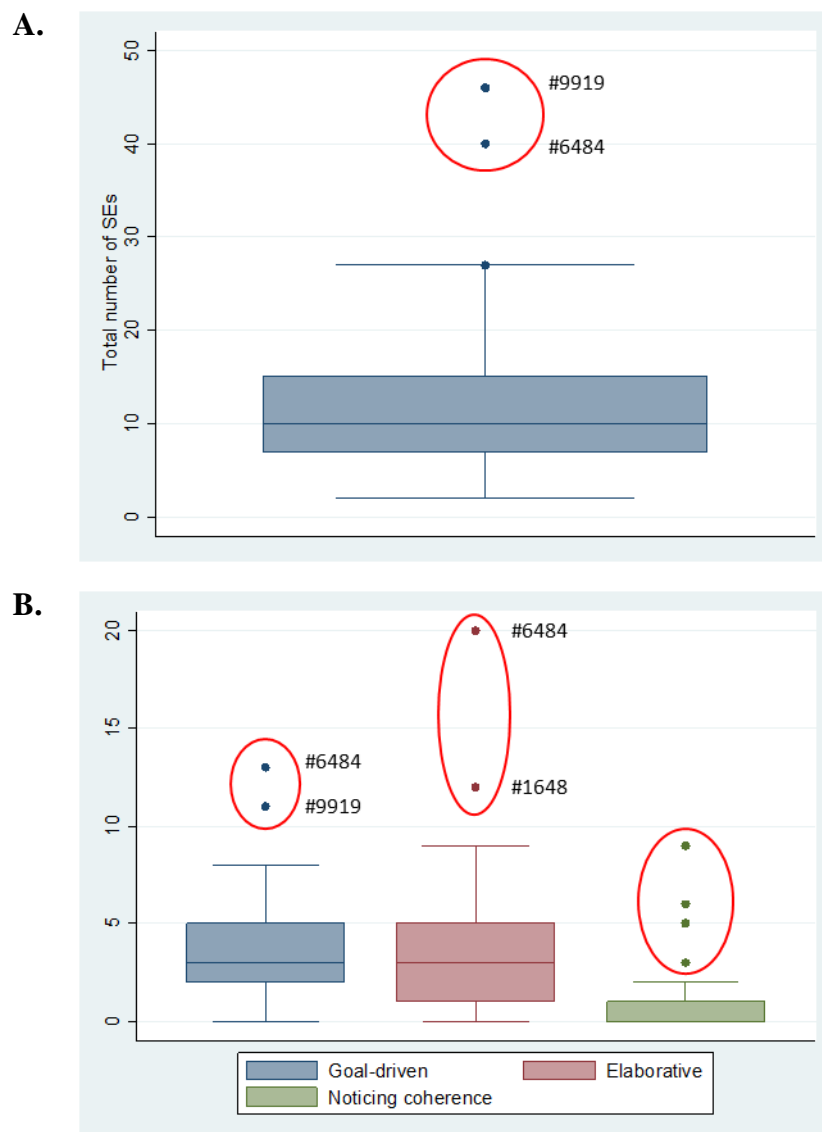 A.
50
#9919
40
#6484
30
Total number of SEs
20
10
0
B.
20
#6484
15
#6484
#9919
#1648
10
5
0
Goal-driven
Elaborative
Noticing coherence